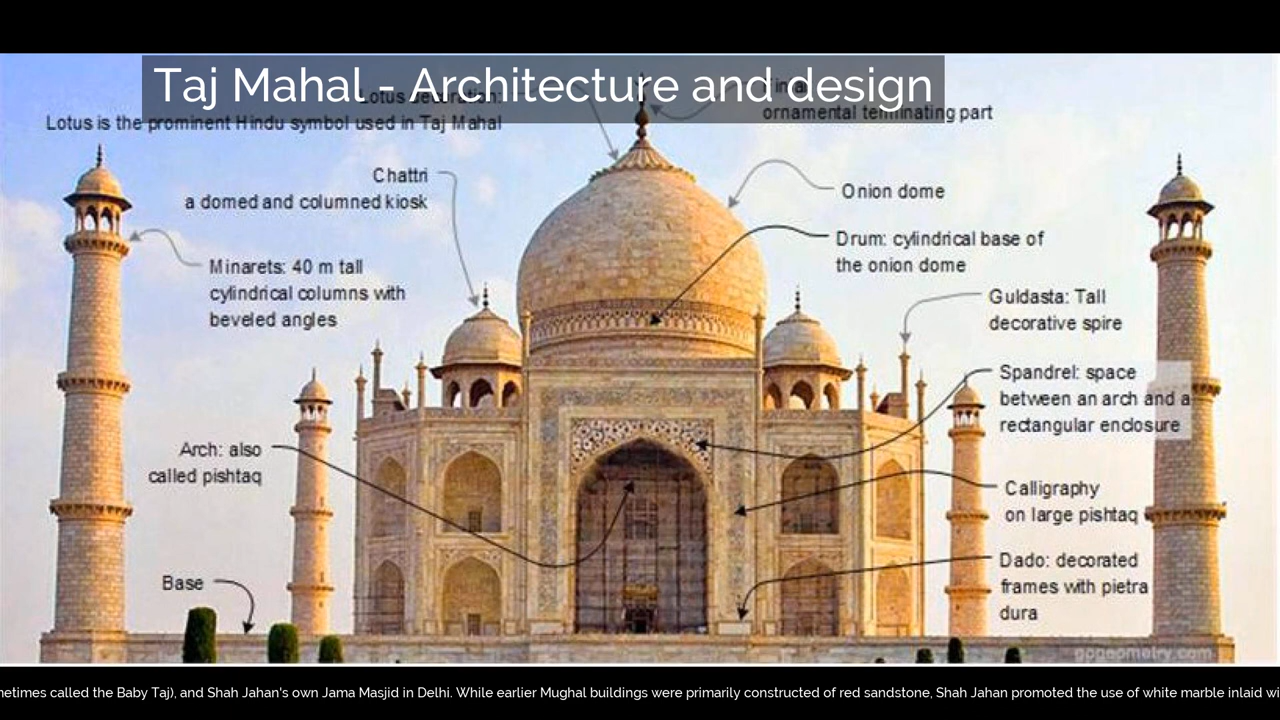 Taj Mahal - Architecture and design
Lotus decoration:
Lotus is the prominent Hindu symbol used in Taj Mahal
Finial:
ornamental terminating part
Chattri
a domed and columned kiosk
Onion dome
Drum: cylindrical base of
the onion dome
Minarets: 40 m tall
cylindrical columns with
beveled angles
Guldasta: Tall
decorative spire
Spandrel: space
between an arch and a
rectangular enclosure
Arch: also
called pishtaq
Calligraphy
on large pishtaq
Dado: decorated
frames with pietra
dura
Base
gogeometry.com
called the Baby Taj), and Shah Jahan's own Jama Masjid in Delhi. While earlier Mughal buildings were primarily constructed of red sandstone, Shah Jahan promoted the use of white marble inlaid